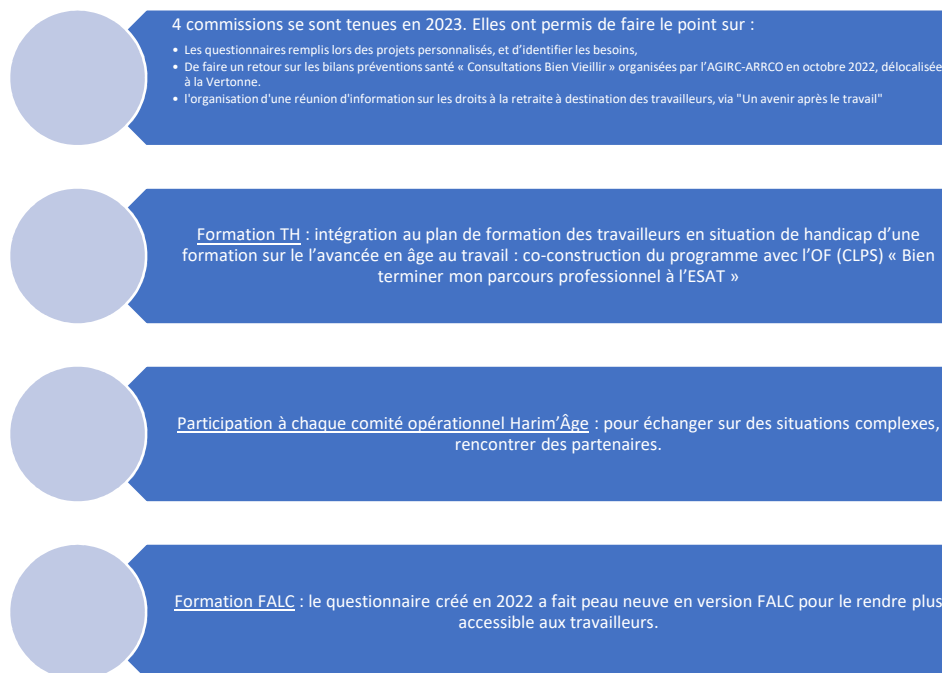 4 commissions se sont tenues en 2023. Elles ont permis de faire le point sur :
• Les questionnaires remplis lors des projets personnalisés, et d’identifier les besoins,
• De faire un retour sur les bilans préventions santé « Consultations Bien Vieillir » organisées par l’AGIRC-ARRCO en octobre 2022, délocalisée
à la Vertonne.
• l'organisation d'une réunion d'information sur les droits à la retraite à destination des travailleurs, via "Un avenir après le travail"
Formation TH : intégration au plan de formation des travailleurs en situation de handicap d’une
formation sur le l’avancée en âge au travail : co-construction du programme avec l’OF (CLPS) « Bien
terminer mon parcours professionnel à l’ESAT »
Participation à chaque comité opérationnel Harim’Âge : pour échanger sur des situations complexes,
rencontrer des partenaires.
Formation FALC : le questionnaire créé en 2022 a fait peau neuve en version FALC pour le rendre plus
accessible aux travailleurs.